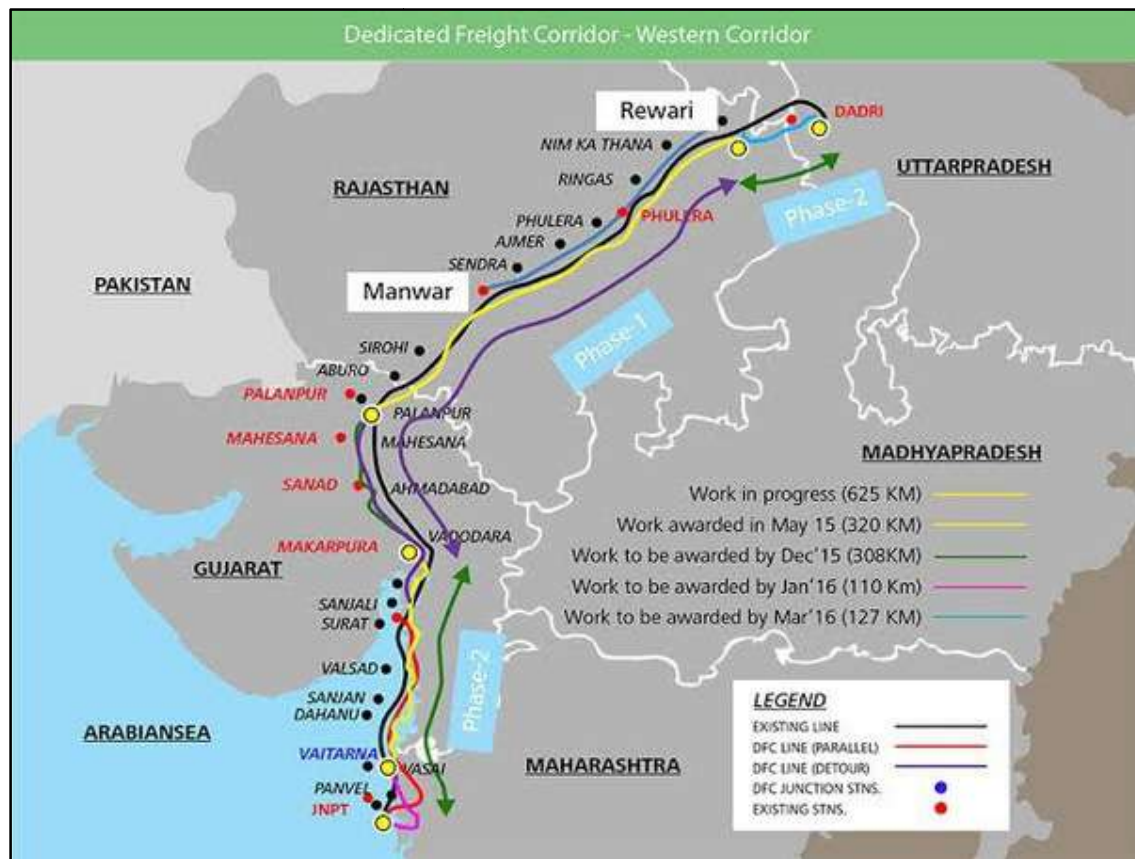 Dedicated Freight Corridor - Western Corridor
Rewari
DADRI
NIM KA THANA
UTTARPRADESH
RAJASTHAN
RINGAS
Phase-2
PHULERA
PHULERA
AJMER
SENDRA
PAKISTAN
Manwar
Phase-1
SIROHI
ABURO
PALANPUR
PALANPUR
MAHESANA
MAHESANA
MADHYAPRADESH
SANAD
AHMADABAD
Work in progress (625 KM)
Work awarded in May 15 (320 KM)
VADODARA
MAKARPURA
Work to be awarded by Dec'15 (308KM)
GUJARAT
Work to be awarded by Jan'16 (110 Km)
SANJALI
Work to be awarded by Mar'16 (127 KM)
SURAT
VALSAD
Phase-2
SANJAN
DAHANU
ARABIANSEA
VAITARNA
VASAI
MAHARASHTRA
PANVEL
JNPT
LEGEND
EXISTING LINE
DFC LINE (PARALLEL)
DFC LINE (DETOUR)
DFC JUNCTION STNS.
EXISTING STNS.